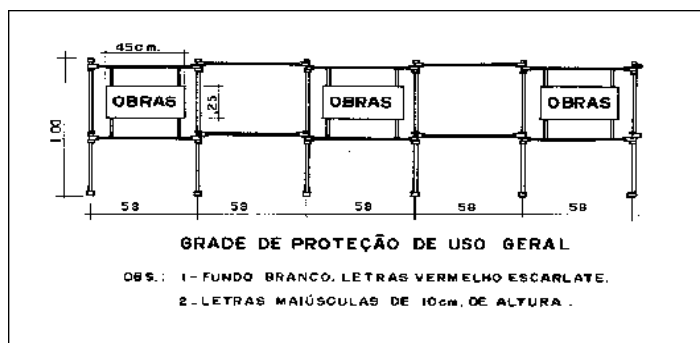 45cm.
OBRAS
.25
OBRAS
OBRAS
1.00
58
58
58
58
58
GRADE DE PROTEÇÃO DE USO GERAL
OBS.: 1-FUNDO BRANCO, LETRAS VERMELHO ESCARLATE.
2-LETRAS MAIÚSCULAS DE 10cm. DE ALTURA.